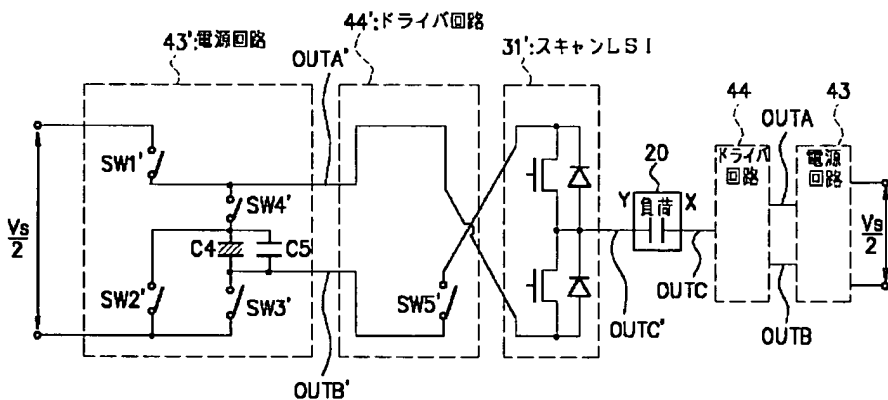 43':電源回路
44':ドライバ回路
OUTA'
31':スキャンLSI
44
OUTA
43
SW1'
ドライバ
回路
電源
回路
20
Y
負荷
X
Vs
2
SW4'
C4
C5
SW2'
SW3'
SW5'
OUTC'
OUTC
OUTB
Vs
2
OUTB'